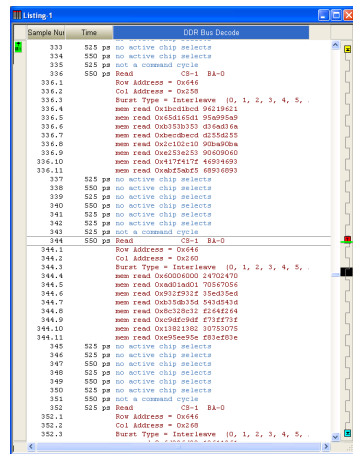 Listing-1
Sample Nur Time DDR Bus Decode
333 525 ps no active chip selects
334 550 ps no active chip selects
335 525 ps not a command cycle
336 550 ps Read CS-1 BA-0
336.1 Row Address = 0x646
336.2 Col Address = 0x258
336.3 Burst Type = Interleave (0, 1, 2, 3, 4, 5, .
336.4 mem read 0x1bcd1bcd 96219621
336.5 mem read 0x65d165d1 95a995a9
336.6 mem read 0xb353b353 d36ad36a
336.7 mem read 0xbecdbecd d255d255
336.8 mem read 0x2c102c10 90ba90ba
336.9 mem read 0xe253e253 90609060
336.10 mem read 0x417f417f 46934693
336.11 mem read 0xabf5abf5 68936893
337 525 ps no active chip selects
338 550 ps no active chip selects
339 525 ps no active chip selects
340 550 ps no active chip selects
341 525 ps no active chip selects
342 525 ps no active chip selects
343 525 ps not a command cycle
344 550 ps Read CS-1 BA-0
344.1 Row Address = 0x646
344.2 Col Address = 0x260
344.3 Burst Type = Interleave (0, 1, 2, 3, 4, 5, .
344.4 mem read 0x60006000 24702470
344.5 mem read 0xad01ad01 70567056
344.6 mem read 0x932f932f 35ed35ed
344.7 mem read 0xb35db35d 543d543d
344.8 mem read 0x8c328c32 f264f264
344.9 mem read 0xc9dfc9df f73ff73f
344.10 mem read 0x13821382 30753075
344.11 mem read 0xe95ee95e f83ef83e
345 525 ps no active chip selects
346 550 ps no active chip selects
347 550 ps no active chip selects
348 525 ps no active chip selects
349 550 ps no active chip selects
350 525 ps no active chip selects
351 550 ps not a command cycle
352 525 ps Read CS-1 BA-0
352.1 Row Address = 0x646
352.2 Col Address = 0x268
352.3 Burst Type = Interleave (0, 1, 2, 3, 4, 5, .